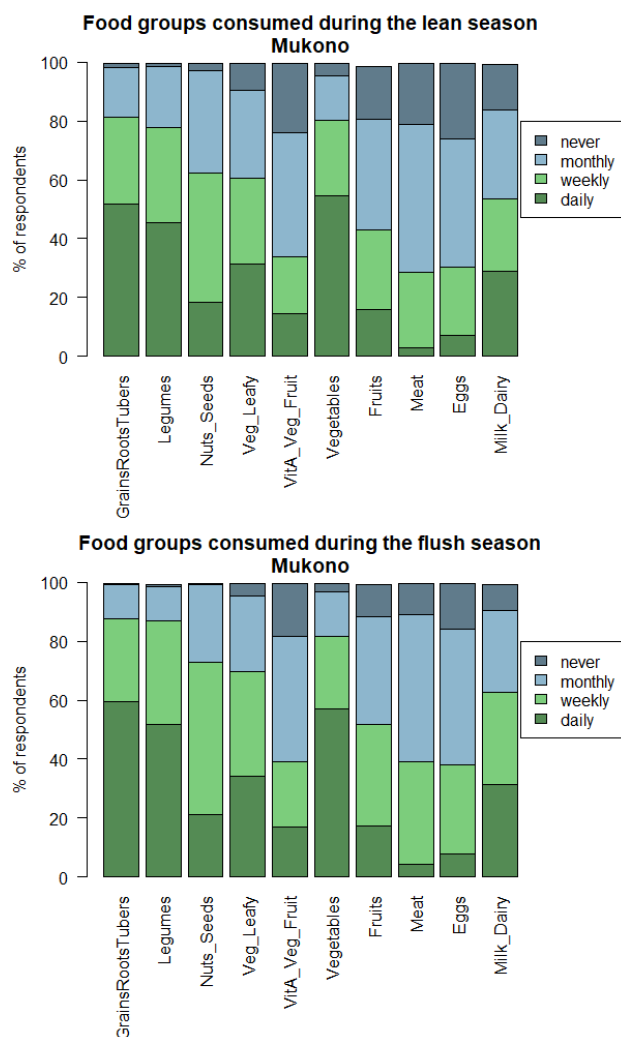 Food groups consumed during the lean season
Mukono
% of respondents
100
80
60
40
20
0
never
monthly
weekly
daily
GrainsRootsTubers
Legumes
Nuts_Seeds
Veg_Leafy
VitA_Veg_Fruit
Vegetables
Fruits
Meat
Eggs
Milk_Dairy
Food groups consumed during the flush season
Mukono
% of respondents
100
80
60
40
20
0
never
monthly
weekly
daily
GrainsRootsTubers
Legumes
Nuts_Seeds
Veg_Leafy
VitA_Veg_Fruit
Vegetables
Fruits
Meat
Eggs
Milk_Dairy